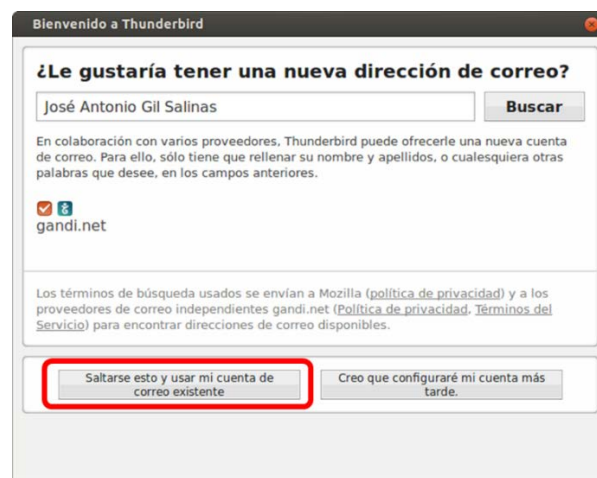 Bienvenido a Thunderbird
¿Le gustaría tener una nueva dirección de correo?
José Antonio Gil Salinas
Buscar
En colaboración con varios proveedores, Thunderbird puede ofrecerle una nueva cuenta
de correo. Para ello, sólo tiene que rellenar su nombre y apellidos, o cualesquiera otras
palabras que desee, en los campos anteriores.
gandi.net
Los términos de búsqueda usados se envían a Mozilla (política de privacidad) y a los
proveedores de correo independientes gandi.net (Política de privacidad, Términos del
Servicio) para encontrar direcciones de correo disponibles.
Saltarse esto y usar mi cuenta de
correo existente
Creo que configuraré mi cuenta más
tarde.